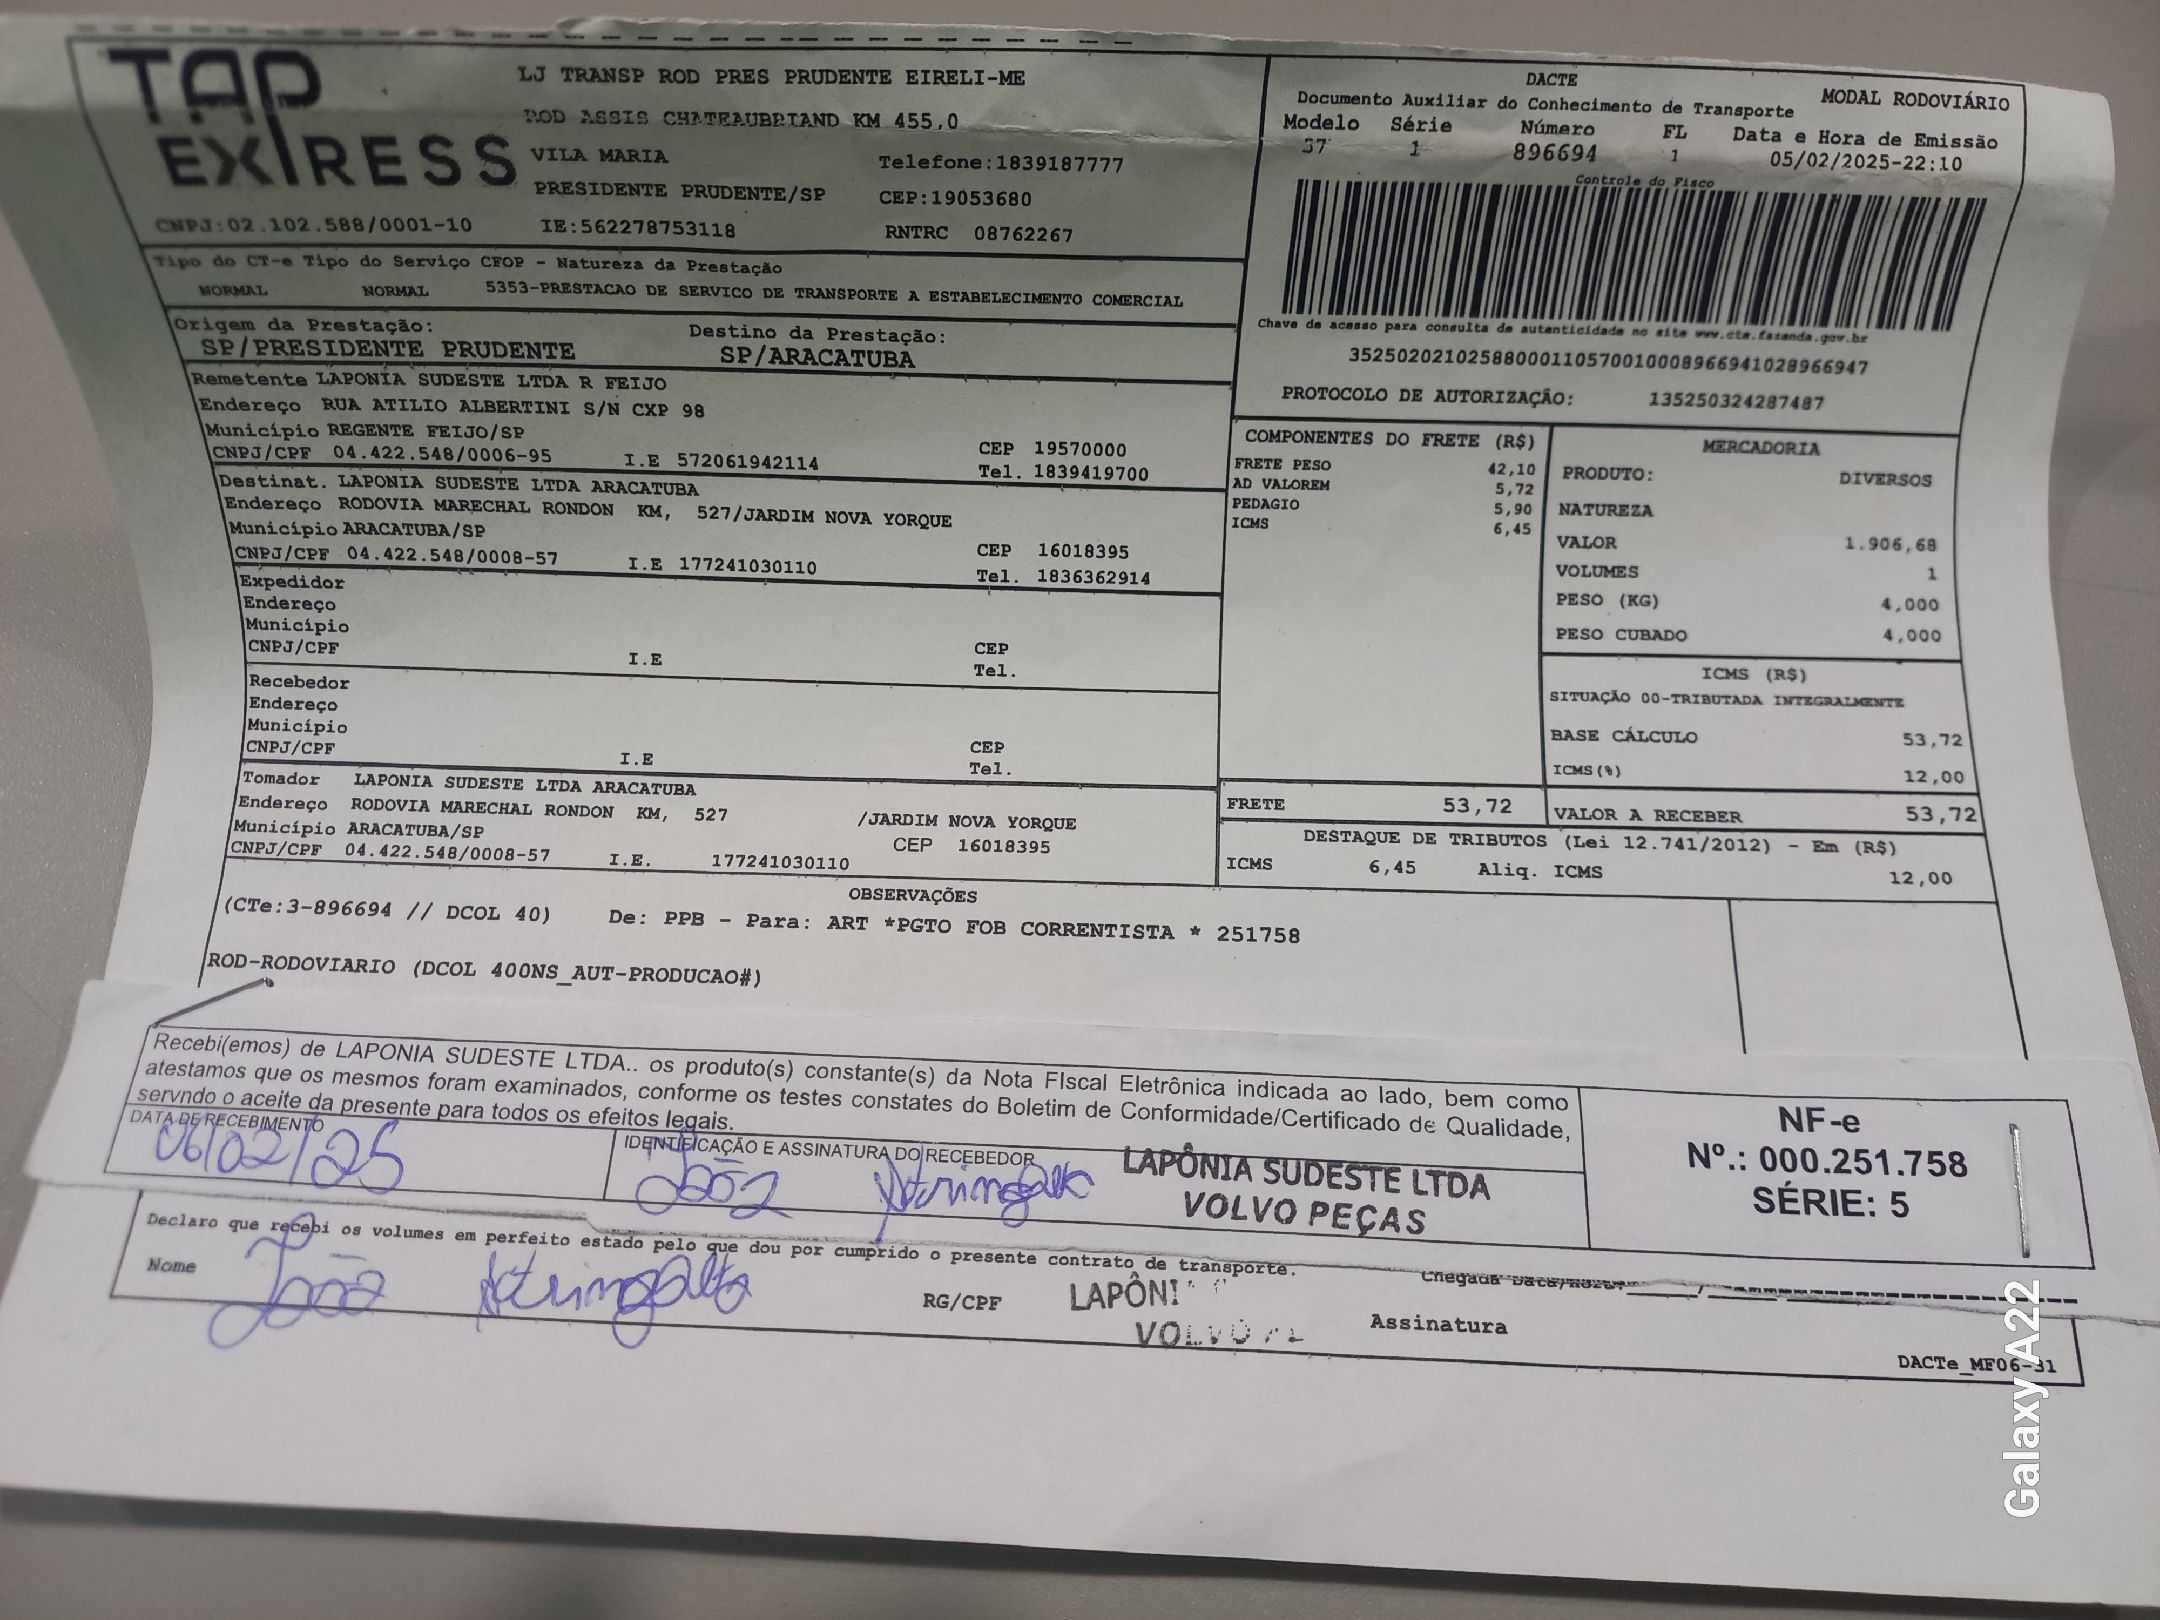 TAP EXPRESS
LJ TRANSP ROD PRES PRUDENTE EIRELI-ME
ROD ASSIS CHATEAUBRIAND KM 455,0
VILA MARIA Telefone:1839187777
PRESIDENTE PRUDENTE/SP CEP:19053680
CNPJ:02.102.588/0001-10 IE:562278753118 RNTRC 08762267
DACTE
Documento Auxiliar do Conhecimento de Transporte MODAL RODOVIÁRIO
Modelo Série Número FL Data e Hora de Emissão
57 1 896694 1 05/02/2025-22:10
Controle do Fisco
Chave de acesso para consulta de autenticidade no site www.cte.fazenda.gov.br
35250202102588000110570010008966941028966947
PROTOCOLO DE AUTORIZAÇÃO: 135250324287487
Tipo do CT-e Tipo do Serviço CFOP - Natureza da Prestação
NORMAL NORMAL 5353-PRESTACAO DE SERVICO DE TRANSPORTE A ESTABELECIMENTO COMERCIAL
Origem da Prestação: Destino da Prestação:
SP/PRESIDENTE PRUDENTE SP/ARACATUBA
Remetente LAPONIA SUDESTE LTDA R FEIJO
Endereço RUA ATILIO ALBERTINI S/N CXP 98
Município REGENTE FEIJO/SP CEP 19570000
CNPJ/CPF 04.422.548/0006-95 I.E 572061942114 Tel. 1839419700
Destinat. LAPONIA SUDESTE LTDA ARACATUBA
Endereço RODOVIA MARECHAL RONDON KM, 527/JARDIM NOVA YORQUE
Município ARACATUBA/SP CEP 16018395
CNPJ/CPF 04.422.548/0008-57 I.E 177241030110 Tel. 1836362914
Expedidor
Endereço
Município CEP
CNPJ/CPF I.E Tel.
Recebedor
Endereço
Município CEP
CNPJ/CPF I.E Tel.
Tomador LAPONIA SUDESTE LTDA ARACATUBA
Endereço RODOVIA MARECHAL RONDON KM, 527 /JARDIM NOVA YORQUE
Município ARACATUBA/SP CEP 16018395
CNPJ/CPF 04.422.548/0008-57 I.E. 177241030110
COMPONENTES DO FRETE (R$)
FRETE PESO 42,10
AD VALOREM 5,72
PEDAGIO 5,90
ICMS 6,45
MERCADORIA
PRODUTO: DIVERSOS
NATUREZA
VALOR 1.906,68
VOLUMES 1
PESO (KG) 4,000
PESO CUBADO 4,000
ICMS (R$)
SITUAÇÃO 00-TRIBUTADA INTEGRALMENTE
BASE CÁLCULO 53,72
ICMS(%) 12,00
FRETE 53,72 VALOR A RECEBER 53,72
DESTAQUE DE TRIBUTOS (Lei 12.741/2012) - Em (R$)
ICMS 6,45 Aliq. ICMS 12,00
OBSERVAÇÕES
(CTe:3-896694 // DCOL 40) De: PPB - Para: ART *PGTO FOB CORRENTISTA * 251758
ROD-RODOVIARIO (DCOL 400NS_AUT-PRODUCAO#)
Recebi(emos) de LAPONIA SUDESTE LTDA.. os produto(s) constante(s) da Nota FIscal Eletrônica indicada ao lado, bem como
atestamos que os mesmos foram examinados, conforme os testes constates do Boletim de Conformidade/Certificado de Qualidade,
servndo o aceite da presente para todos os efeitos legais.
DATA DE RECEBIMENTO IDENTIFICAÇÃO E ASSINATURA DO RECEBEDOR
06/02/25 João
LAPÔNIA SUDESTE LTDA
VOLVO PEÇAS
NF-e
Nº.: 000.251.758
SÉRIE: 5
Declaro que recebi os volumes em perfeito estado pelo que dou por cumprido o presente contrato de transporte.
Chegada Data/Hora:
Nome João RG/CPF LAPÔNI Assinatura
VOLVO
DACTe_MF06-31
Galaxy A22